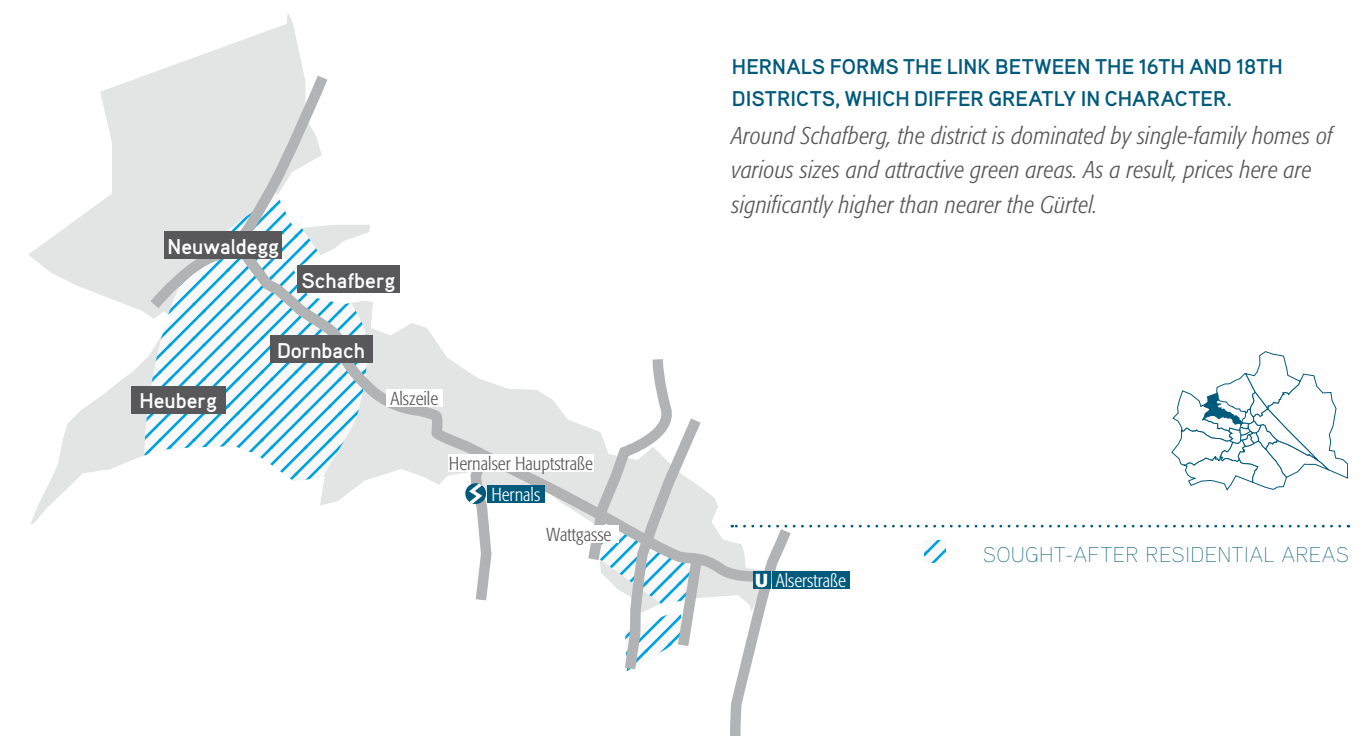 HERNALS FORMS THE LINK BETWEEN THE 16TH AND 18TH
DISTRICTS, WHICH DIFFER GREATLY IN CHARACTER.
Around Schafberg, the district is dominated by single-family homes of
various sizes and attractive green areas. As a result, prices here are
significantly higher than nearer the Gürtel.
Neuwaldegg
Schafberg
Dornbach
Heuberg
Alszeile
Hernalser Hauptstraße
Hernals
Wattgasse
U Alserstraße
SOUGHT-AFTER RESIDENTIAL AREAS